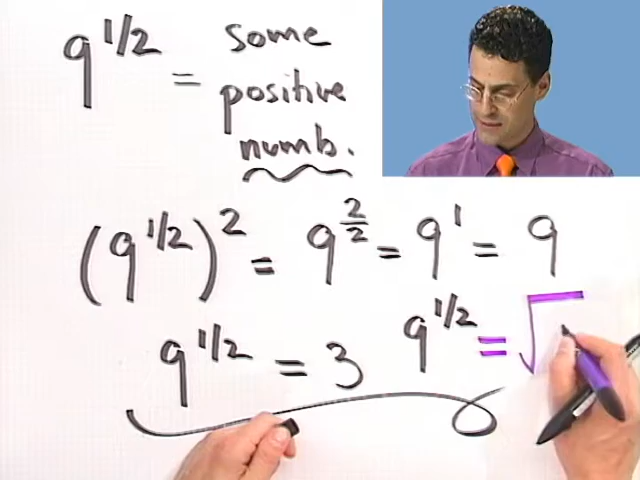 9^{1/2} = some
positive
numb.
(9^{1/2})^2 = 9^{2/2} = 9^1 = 9
9^{1/2} = 3 9^{1/2} = √